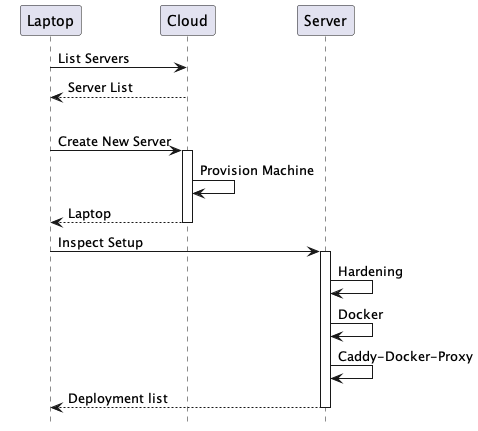 Laptop
Cloud
Server
List Servers
Server List
Create New Server
Provision Machine
Laptop
Inspect Setup
Hardening
Docker
Caddy-Docker-Proxy
Deployment list